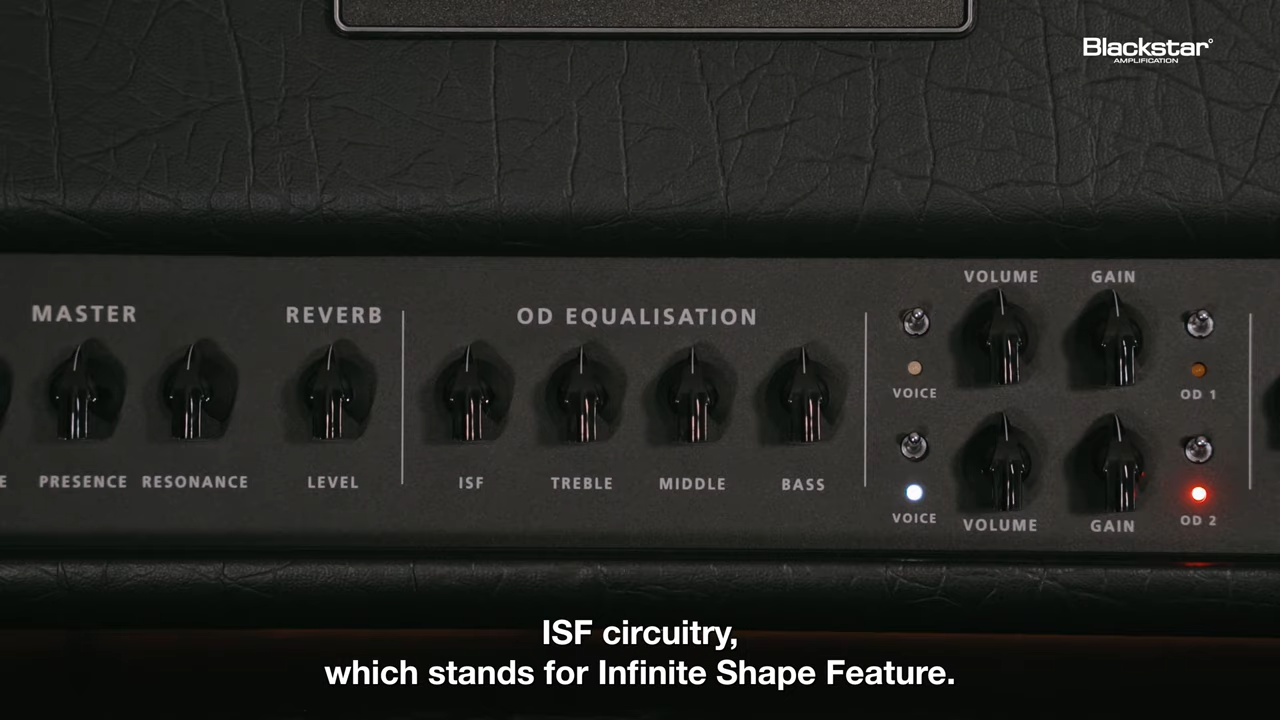 Blackstar
AMPLIFICATION
VOLUME GAIN
MASTER REVERB OD EQUALISATION
VOICE OD 1
PRESENCE RESONANCE LEVEL ISF TREBLE MIDDLE BASS
VOICE VOLUME GAIN OD 2
ISF circuitry,
which stands for Infinite Shape Feature.